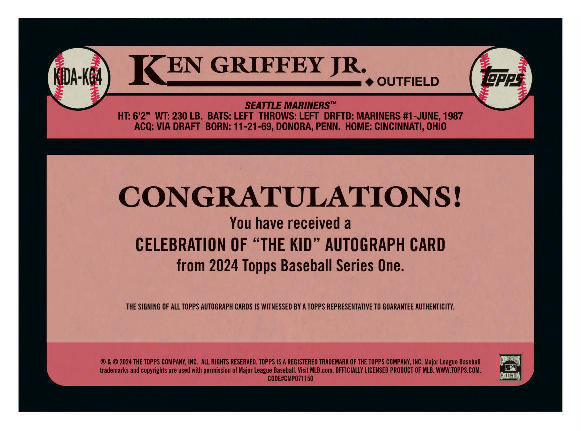 KIDA-KG4
KEN GRIFFEY JR.
OUTFIELD
Topps
SEATTLE MARINERS™
HT: 6'2" WT: 230 LB. BATS: LEFT THROWS: LEFT DRFTD: MARINERS #1-JUNE, 1987
ACQ: VIA DRAFT BORN: 11-21-69, DONORA, PENN. HOME: CINCINNATI, OHIO
CONGRATULATIONS!
You have received a
CELEBRATION OF “THE KID” AUTOGRAPH CARD
from 2024 Topps Baseball Series One.
THE SIGNING OF ALL TOPPS AUTOGRAPH CARDS IS WITNESSED BY A TOPPS REPRESENTATIVE TO GUARANTEE AUTHENTICITY.
® & © 2024 THE TOPPS COMPANY, INC. ALL RIGHTS RESERVED. TOPPS IS A REGISTERED TRADEMARK OF THE TOPPS COMPANY, INC. Major League Baseball
trademarks and copyrights are used with permission of Major League Baseball. Visit MLB.com. OFFICIALLY LICENSED PRODUCT OF MLB. WWW.TOPPS.COM.
CODE#CMP071150